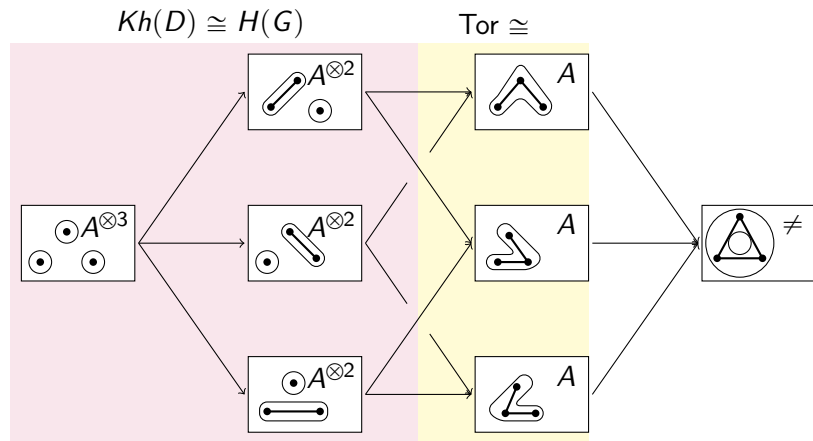 Kh(D) ≅ H(G) Tor ≅
A⊗2 A
A⊗3 A⊗2 A ≠
A⊗2 A